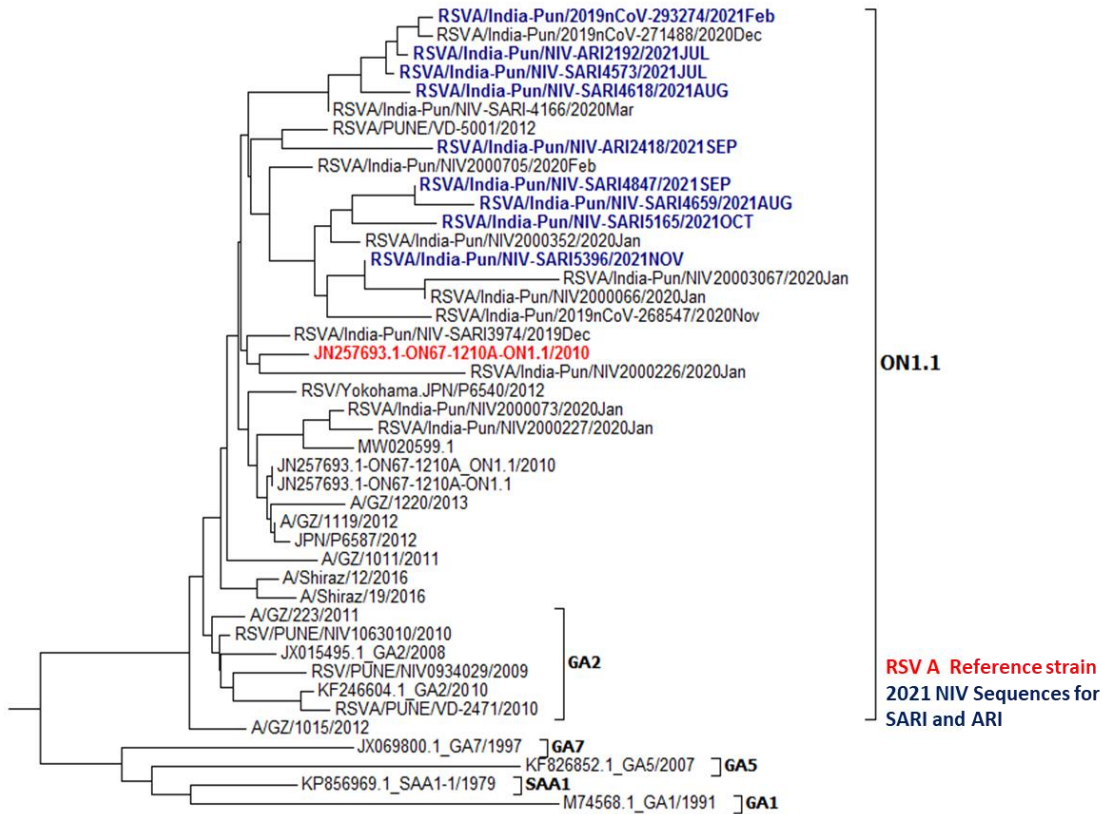 RSVA/India-Pun/2019nCoV-293274/2021Feb
RSVA/India-Pun/2019nCoV-271488/2020Dec
RSVA/India-Pun/NIV-ARI2192/2021JUL
RSVA/India-Pun/NIV-SARI4573/2021JUL
RSVA/India-Pun/NIV-SARI4618/2021AUG
RSVA/India-Pun/NIV-SARI-4166/2020Mar
RSVA/PUNE/VD-5001/2012
RSVA/India-Pun/NIV-ARI2418/2021SEP
RSVA/India-Pun/NIV2000705/2020Feb
RSVA/India-Pun/NIV-SARI4847/2021SEP
RSVA/India-Pun/NIV-SARI4659/2021AUG
RSVA/India-Pun/NIV-SARI5165/2021OCT
RSVA/India-Pun/NIV2000352/2020Jan
RSVA/India-Pun/NIV-SARI5396/2021NOV
RSVA/India-Pun/NIV20003067/2020Jan
RSVA/India-Pun/NIV2000066/2020Jan
RSVA/India-Pun/2019nCoV-268547/2020Nov
RSVA/India-Pun/NIV-SARI3974/2019Dec
JN257693.1-ON67-1210A-ON1.1/2010
ON1.1
RSVA/India-Pun/NIV2000226/2020Jan
RSV/Yokohama.JPN/P6540/2012
RSVA/India-Pun/NIV2000073/2020Jan
RSVA/India-Pun/NIV2000227/2020Jan
MW020599.1
JN257693.1-ON67-1210A_ON1.1/2010
JN257693.1-ON67-1210A-ON1.1
A/GZ/1220/2013
A/GZ/1119/2012
JPN/P6587/2012
A/GZ/1011/2011
A/Shiraz/12/2016
A/Shiraz/19/2016
A/GZ/223/2011
RSV/PUNE/NIV1063010/2010
JX015495.1_GA2/2008
GA2
RSV/PUNE/NIV0934029/2009
KF246604.1_GA2/2010
RSVA/PUNE/VD-2471/2010
A/GZ/1015/2012
RSV A Reference strain
2021 NIV Sequences for
SARI and ARI
JX069800.1_GA7/1997 GA7
KF826852.1_GA5/2007 GA5
KP856969.1_SAA1-1/1979 SAA1
M74568.1_GA1/1991 GA1